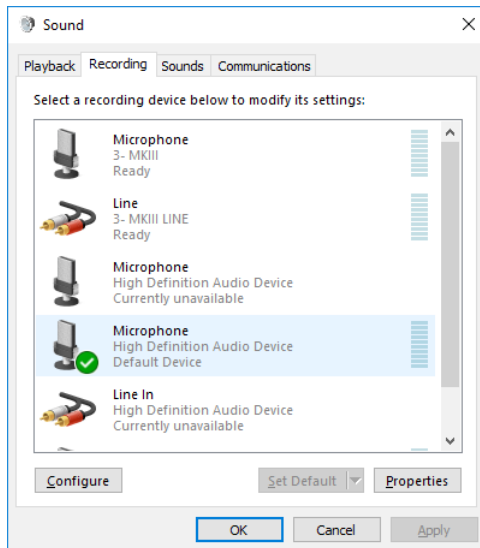 Sound
Playback Recording Sounds Communications
Select a recording device below to modify its settings:
Microphone
3- MKIII
Ready
Line
3- MKIII LINE
Ready
Microphone
High Definition Audio Device
Currently unavailable
Microphone
High Definition Audio Device
Default Device
Line In
High Definition Audio Device
Currently unavailable
Configure Set Default Properties
OK Cancel Apply